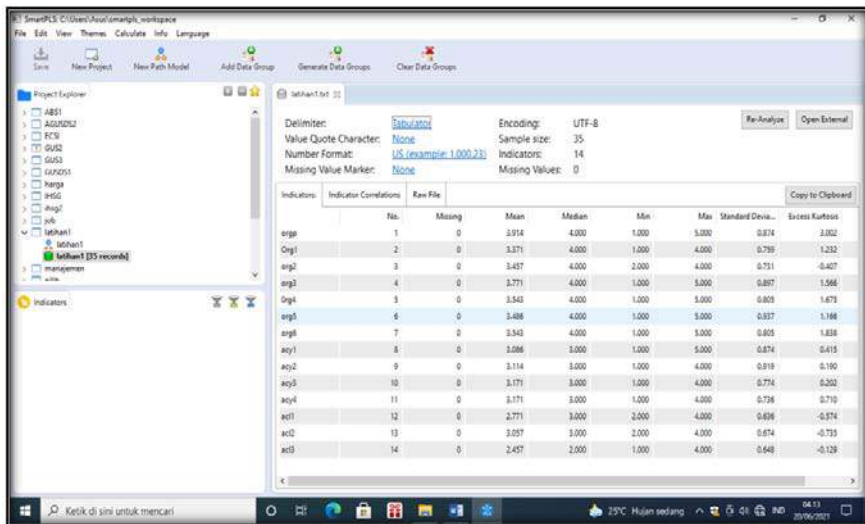 SmartPLS: C:\Users\Asus\smartpls_workspace
File Edit View Themes Calculate Info Language
Save New Project New Path Model Add Data Group Generate Data Groups Clear Data Groups
Project Explorer
ABS1
AGUSDS2
ECSI
GUS2
GUS3
GUSDS1
harga
IHSG
ihsg2
job
latihan1
latihan1
latihan1 [35 records]
manajemen
Indicators
latihan1.txt
Delimiter: Tabulator Encoding: UTF-8 Re-Analyze Open External
Value Quote Character: None Sample size: 35
Number Format: US (example: 1,000.23) Indicators: 14
Missing Value Marker: None Missing Values: 0
Indicators: Indicator Correlations Raw File Copy to Clipboard
No. Missing Mean Median Min Max Standard Devia... Excess Kurtosis
orgp 1 0 3.914 4.000 1.000 5.000 0.874 3.002
Org1 2 0 3.371 4.000 1.000 4.000 0.759 1.232
org2 3 0 3.457 4.000 2.000 4.000 0.731 -0.407
org3 4 0 3.771 4.000 1.000 5.000 0.897 1.566
Org4 5 0 3.543 4.000 1.000 5.000 0.805 1.675
org5 6 0 3.486 4.000 1.000 5.000 0.937 1.166
org6 7 0 3.543 4.000 1.000 5.000 0.805 1.838
acy1 8 0 3.086 3.000 1.000 5.000 0.874 0.415
acy2 9 0 3.114 3.000 1.000 4.000 0.919 0.190
acy3 10 0 3.171 3.000 1.000 4.000 0.774 0.202
acy4 11 0 3.171 3.000 1.000 4.000 0.736 0.710
acl1 12 0 2.771 3.000 2.000 4.000 0.636 -0.574
acl2 13 0 3.057 3.000 2.000 4.000 0.674 -0.735
acl3 14 0 2.457 2.000 1.000 4.000 0.648 -0.129
Ketik di sini untuk mencari
25°C Hujan sedang IND 04.13
20/06/2021